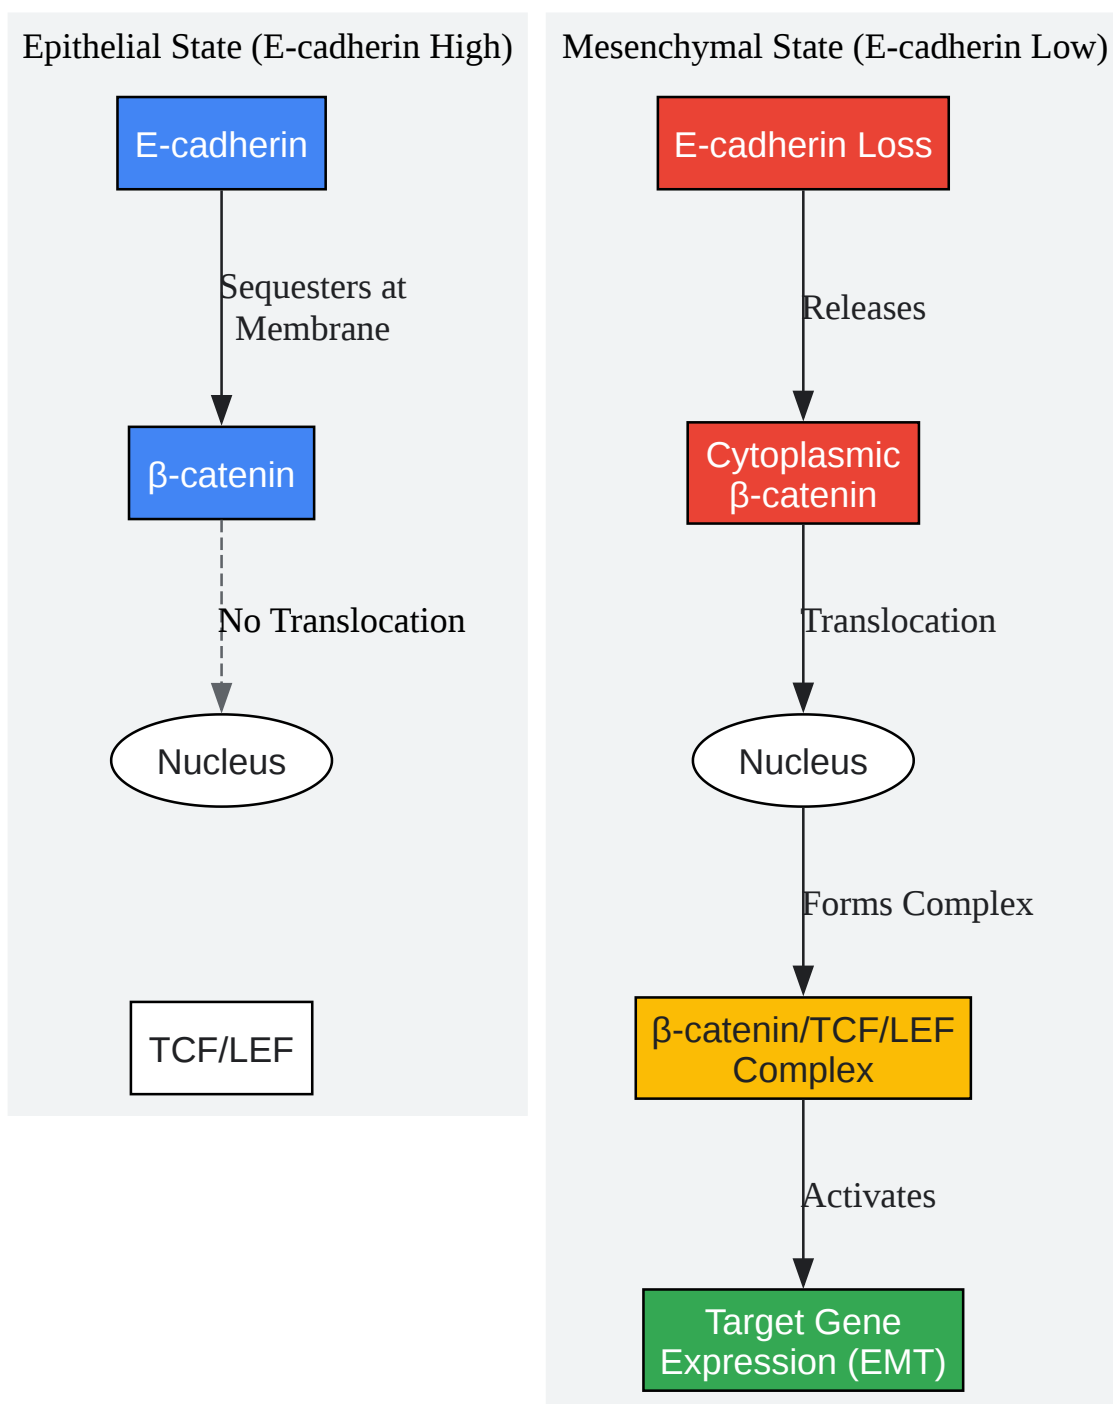 Epithelial State (E-cadherin High)
E-cadherin
Sequesters at
Membrane
β-catenin
No Translocation
Nucleus
TCF/LEF
Mesenchymal State (E-cadherin Low)
E-cadherin Loss
Releases
Cytoplasmic
β-catenin
Translocation
Nucleus
Forms Complex
β-catenin/TCF/LEF
Complex
Activates
Target Gene
Expression (EMT)